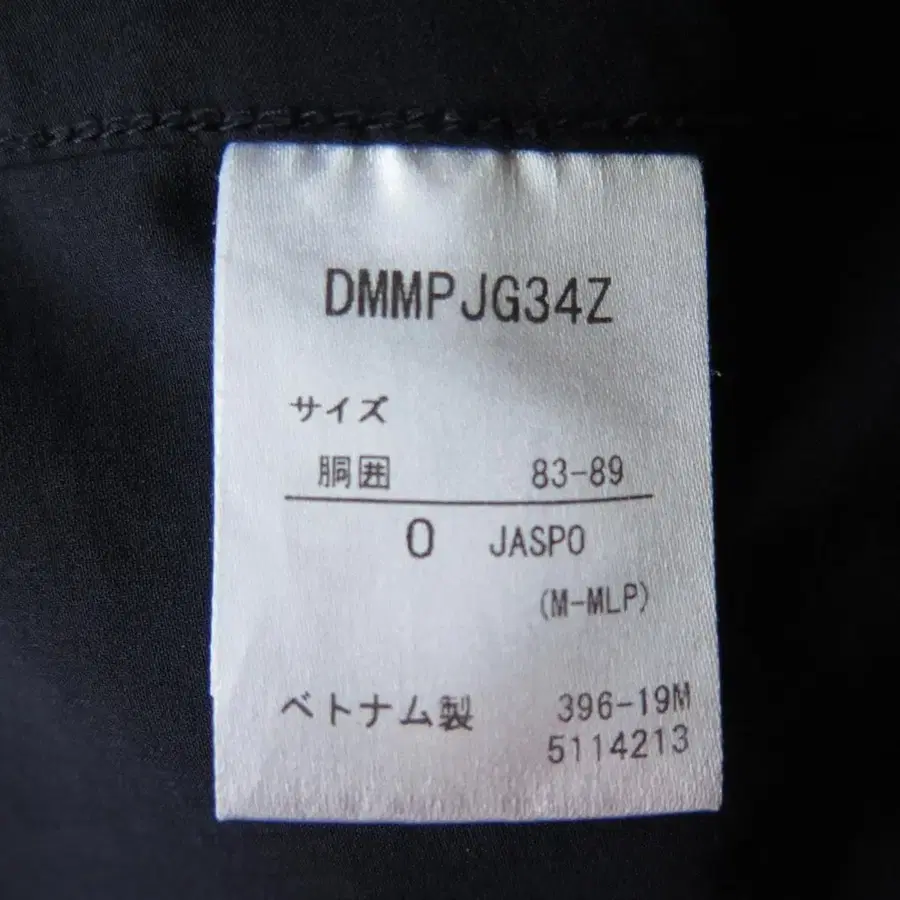 DMMPJG34Z
サイズ
胴囲 83-89
O JASPO
(M-MLP)
ベトナム製 396-19M
5114213